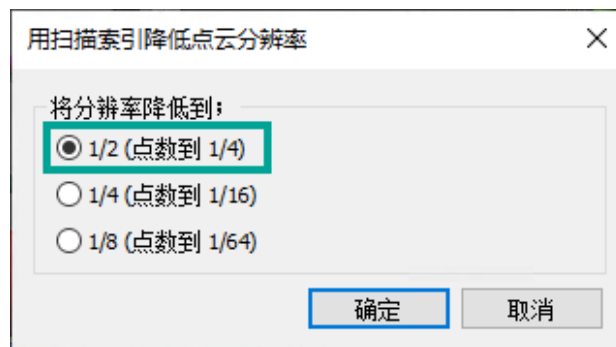 用扫描索引降低点云分辨率
将分辨率降低到；
1/2 (点数到 1/4)
1/4 (点数到 1/16)
1/8 (点数到 1/64)
确定 取消